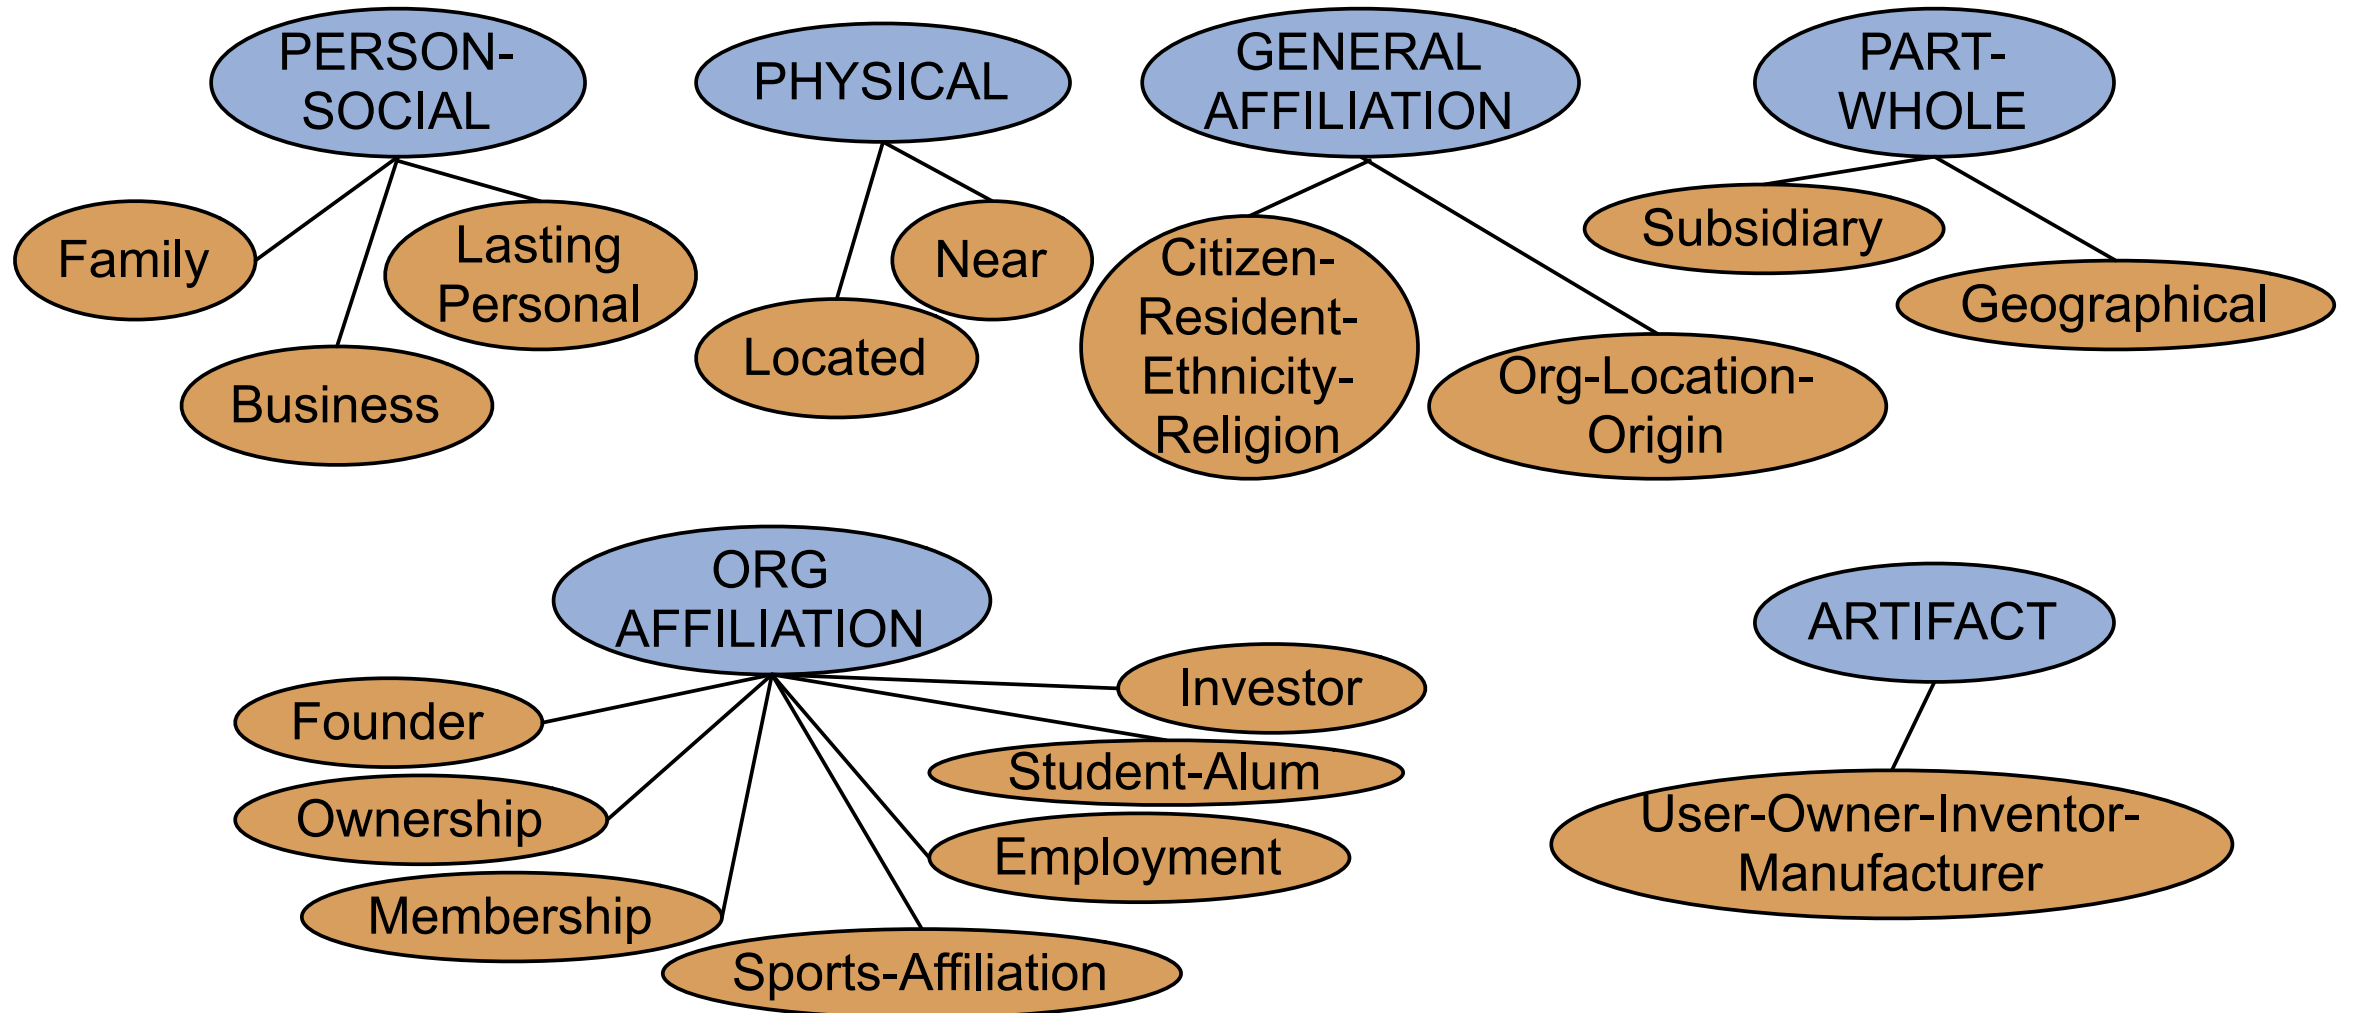 PERSON-
SOCIAL
PHYSICAL
GENERAL
AFFILIATION
PART-
WHOLE
Family
Lasting
Personal
Business
Near
Located
Citizen-
Resident-
Ethnicity-
Religion
Org-Location-
Origin
Subsidiary
Geographical
ORG
AFFILIATION
Founder
Ownership
Membership
Sports-Affiliation
Employment
Student-Alum
Investor
ARTIFACT
User-Owner-Inventor-
Manufacturer